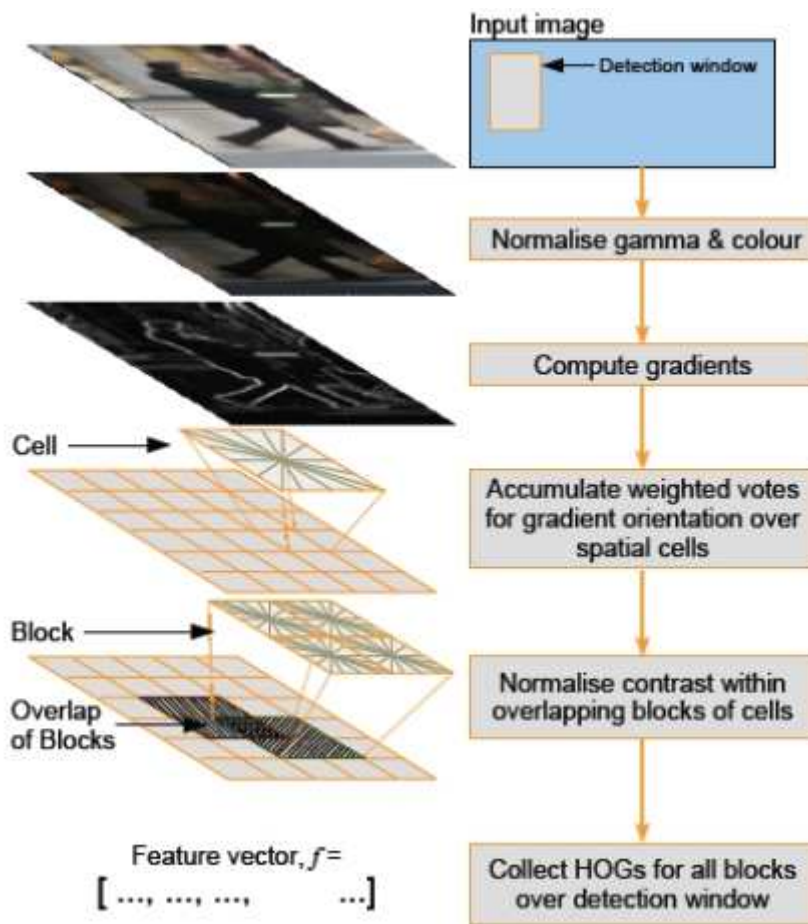 Input image
Detection window
Normalise gamma & colour
Compute gradients
Cell
Accumulate weighted votes
for gradient orientation over
spatial cells
Block
Normalise contrast within
overlapping blocks of cells
Overlap
of Blocks
Feature vector, f =
[ ..., ..., ..., ...]
Collect HOGs for all blocks
over detection window